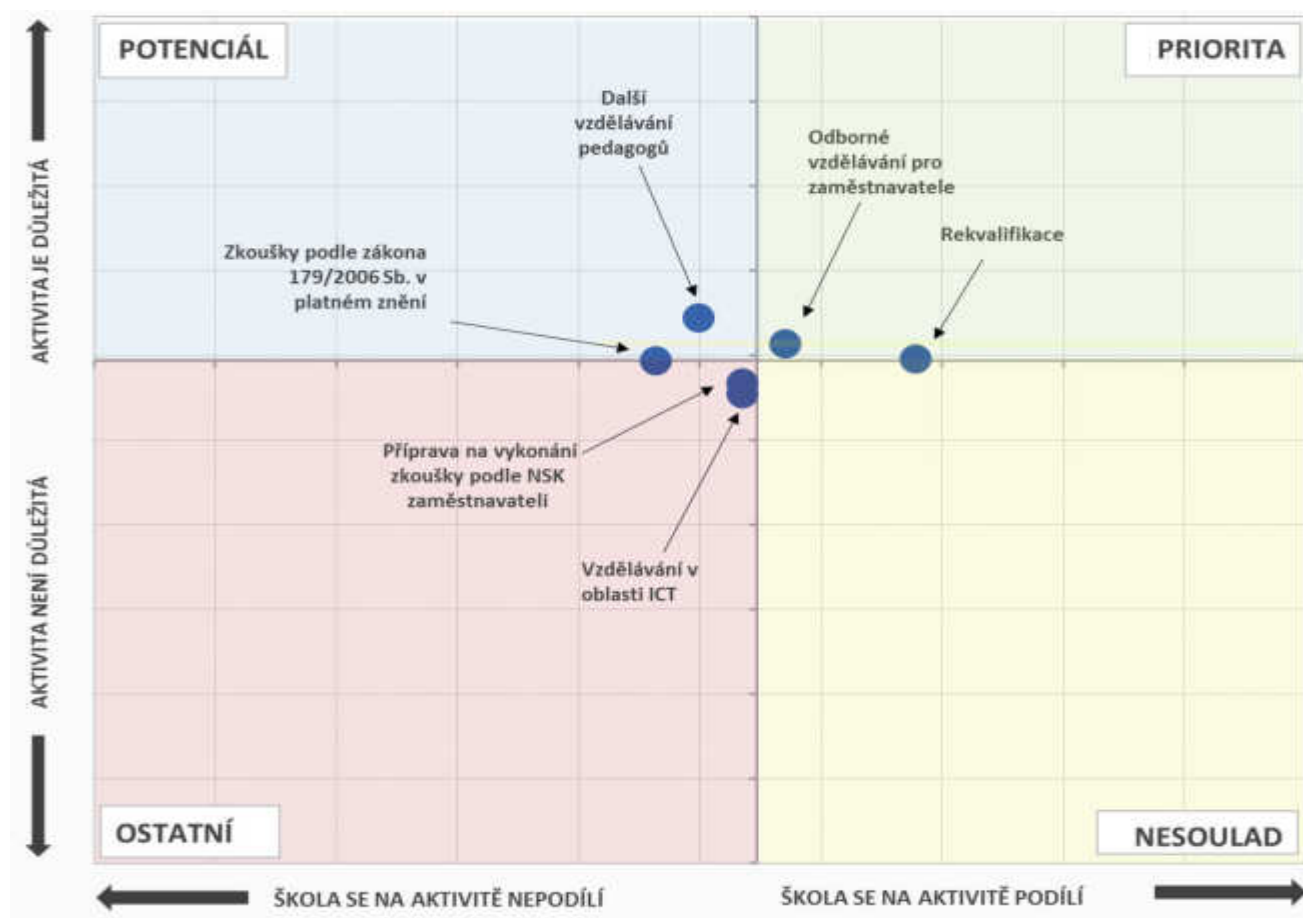 POTENCIÁL
PRIORITA
Další
vzdělávání
pedagogů
Odborné
vzdělávání pro
zaměstnavatele
Rekvalifikace
Zkoušky podle zákona
179/2006 Sb. v
platném znění
Příprava na vykonání
zkoušky podle NSK
zaměstnavateli
Vzdělávání v
oblasti ICT
AKTIVITA JE DŮLEŽITÁ
AKTIVITA NENÍ DŮLEŽITÁ
OSTATNÍ
NESOULAD
ŠKOLA SE NA AKTIVITĚ NEPODÍLÍ
ŠKOLA SE NA AKTIVITĚ PODÍLÍ